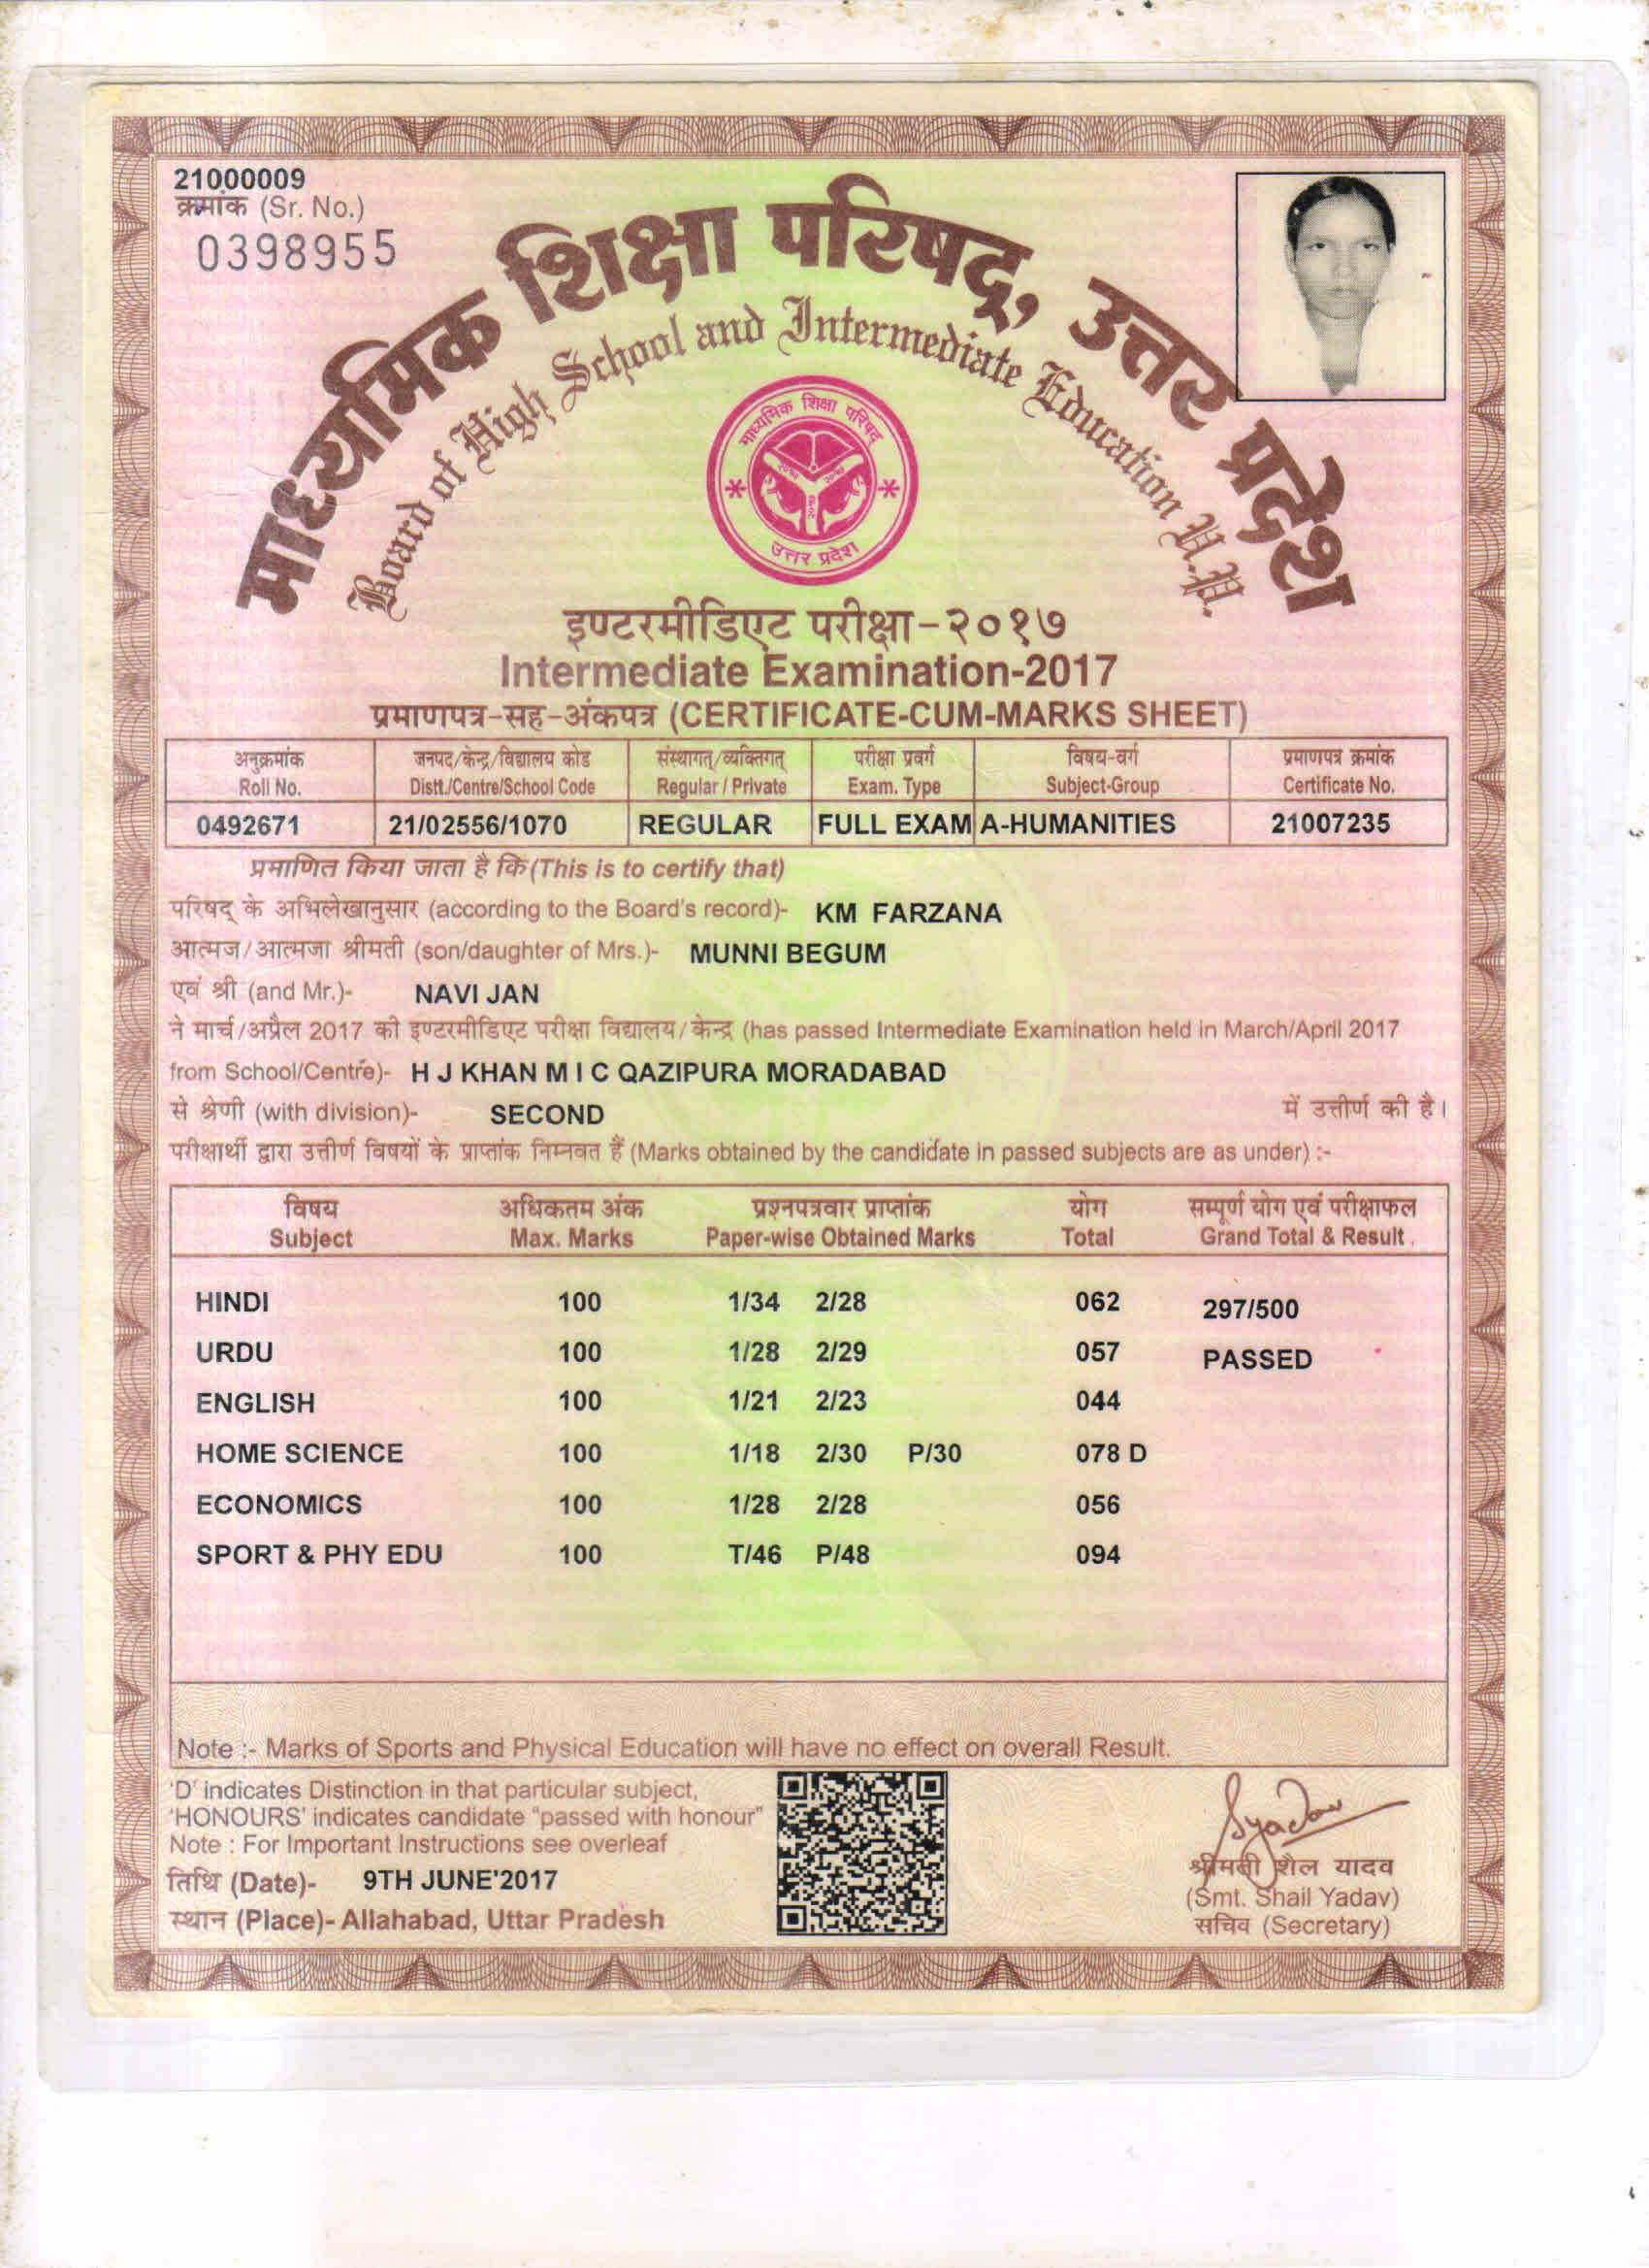 21000009
क्रमांक (Sr. No.)
0398955
माध्यमिक शिक्षा परिषद्, उत्तर प्रदेश
Board of High School and Intermediate Education U.P.
माध्यमिक शिक्षा परिषद्
उत्तर प्रदेश
इण्टरमीडिएट परीक्षा-२०१७
Intermediate Examination-2017
प्रमाणपत्र-सह-अंकपत्र (CERTIFICATE-CUM-MARKS SHEET)
अनुक्रमांक जनपद/केन्द्र/विद्यालय कोड संस्थागत्/व्यक्तिगत् परीक्षा प्रवर्ग विषय-वर्ग प्रमाणपत्र क्रमांक
Roll No. Distt./Centre/School Code Regular / Private Exam. Type Subject-Group Certificate No.
0492671 21/02556/1070 REGULAR FULL EXAM A-HUMANITIES 21007235
प्रमाणित किया जाता है कि (This is to certify that)
परिषद् के अभिलेखानुसार (according to the Board's record)- KM FARZANA
आत्मज/आत्मजा श्रीमती (son/daughter of Mrs.)- MUNNI BEGUM
एवं श्री (and Mr.)- NAVI JAN
ने मार्च/अप्रैल 2017 की इण्टरमीडिएट परीक्षा विद्यालय/केन्द्र (has passed Intermediate Examination held in March/April 2017
from School/Centre)- H J KHAN M I C QAZIPURA MORADABAD
से श्रेणी (with division)- SECOND में उत्तीर्ण की है।
परीक्षार्थी द्वारा उत्तीर्ण विषयों के प्राप्तांक निम्नवत हैं (Marks obtained by the candidate in passed subjects are as under) :-
विषय अधिकतम अंक प्रश्नपत्रवार प्राप्तांक योग सम्पूर्ण योग एवं परीक्षाफल
Subject Max. Marks Paper-wise Obtained Marks Total Grand Total & Result .
HINDI 100 1/34 2/28 062 297/500
URDU 100 1/28 2/29 057 PASSED
ENGLISH 100 1/21 2/23 044
HOME SCIENCE 100 1/18 2/30 P/30 078 D
ECONOMICS 100 1/28 2/28 056
SPORT & PHY EDU 100 T/46 P/48 094
Note :- Marks of Sports and Physical Education will have no effect on overall Result.
'D' indicates Distinction in that particular subject,
'HONOURS' indicates candidate "passed with honour"
Note : For Important Instructions see overleaf
तिथि (Date)- 9TH JUNE'2017
स्थान (Place)- Allahabad, Uttar Pradesh
Syadav
श्रीमती शैल यादव
(Smt. Shail Yadav)
सचिव (Secretary)